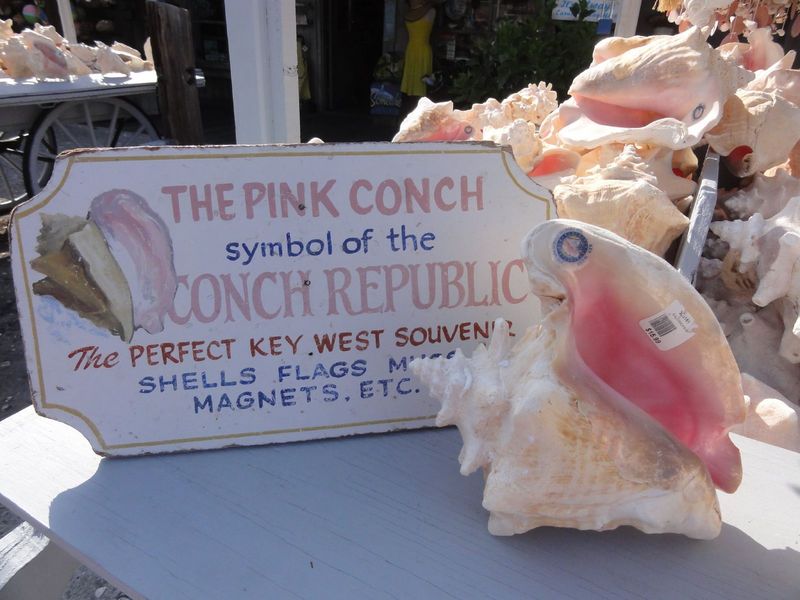 THE PINK CONCH
symbol of the
CONCH REPUBLIC
The PERFECT KEY WEST SOUVENIR
SHELLS FLAGS
MAGNETS, ETC.